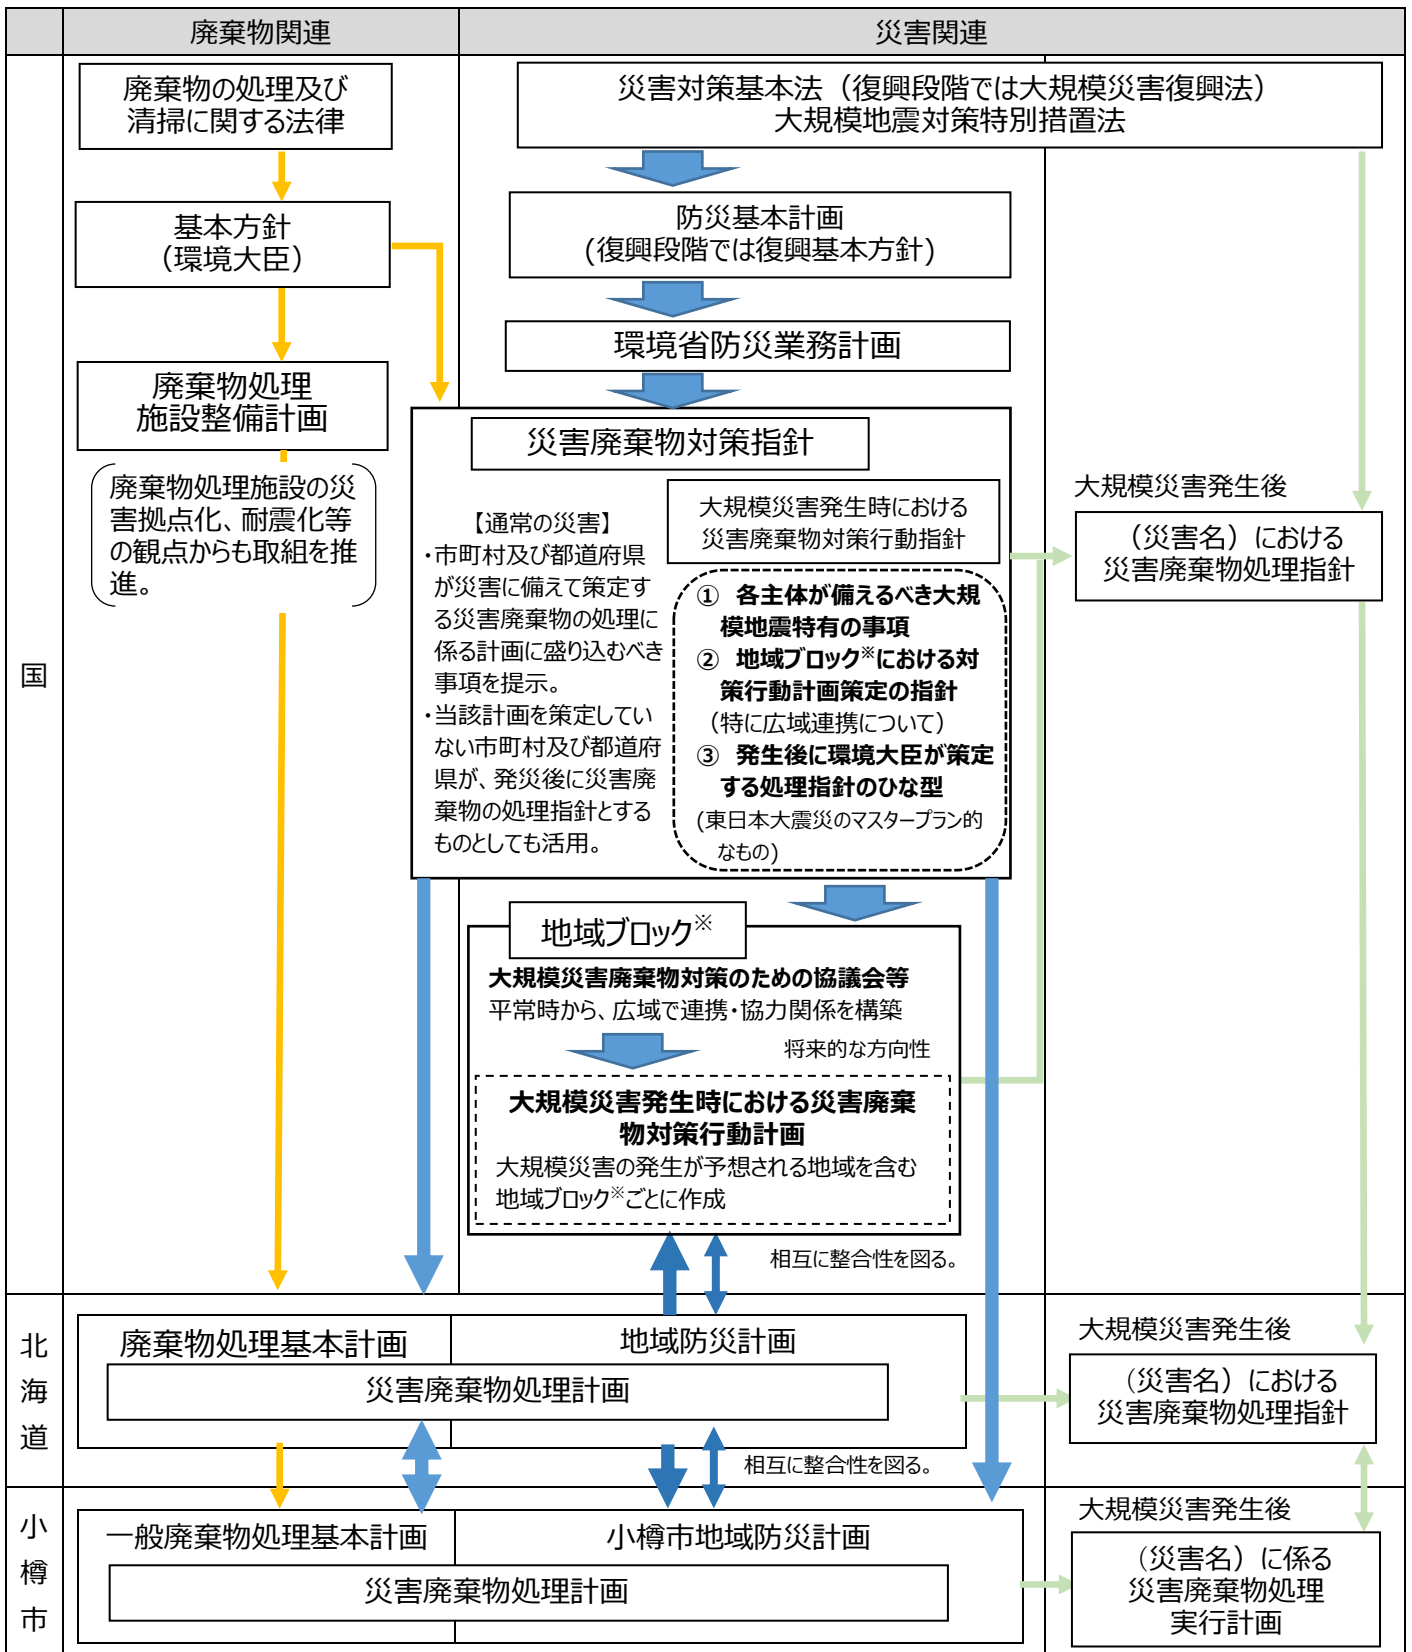 廃棄物関連
災害関連
国
廃棄物の処理及び
清掃に関する法律
基本方針
（環境大臣）
廃棄物処理
施設整備計画
廃棄物処理施設の災
害拠点化、耐震化等
の観点からも取組を推
進。
災害対策基本法（復興段階では大規模災害復興法）
大規模地震対策特別措置法
防災基本計画
(復興段階では復興基本方針)
環境省防災業務計画
災害廃棄物対策指針
【通常の災害】
・市町村及び都道府県
が災害に備えて策定す
る災害廃棄物の処理に
係る計画に盛り込むべき
事項を提示。
・当該計画を策定してい
ない市町村及び都道府
県が、発災後に災害廃
棄物の処理指針とする
ものとしても活用。
大規模災害発生時における
災害廃棄物対策行動指針
① 各主体が備えるべき大規
模地震特有の事項
② 地域ブロック※における対
策行動計画策定の指針
（特に広域連携について）
③ 発生後に環境大臣が策定
する処理指針のひな型
(東日本大震災のマスタープラン的
なもの)
大規模災害発生後
（災害名）における
災害廃棄物処理指針
地域ブロック※
大規模災害廃棄物対策のための協議会等
平常時から、広域で連携・協力関係を構築
将来的な方向性
大規模災害発生時における災害廃棄
物対策行動計画
大規模災害の発生が予想される地域を含む
地域ブロック※ごとに作成
相互に整合性を図る。
北
海
道
廃棄物処理基本計画
地域防災計画
災害廃棄物処理計画
大規模災害発生後
（災害名）における
災害廃棄物処理指針
相互に整合性を図る。
小
樽
市
一般廃棄物処理基本計画
小樽市地域防災計画
災害廃棄物処理計画
大規模災害発生後
（災害名）に係る
災害廃棄物処理
実行計画